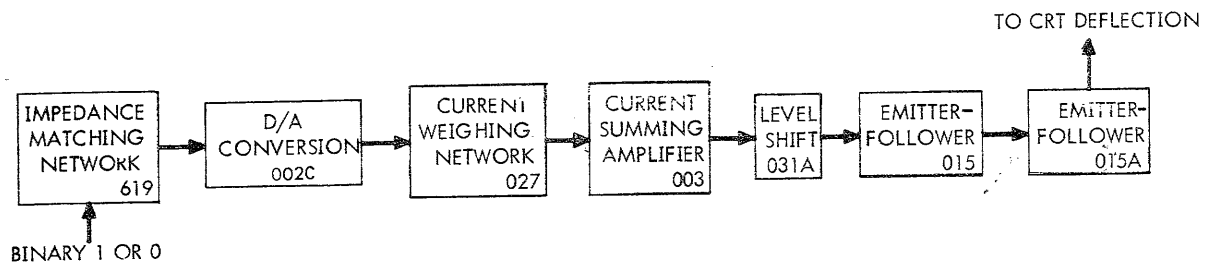 TO CRT DEFLECTION
IMPEDANCE
MATCHING
NETWORK
619
D/A
CONVERSION
002C
CURRENT
WEIGHING
NETWORK
027
CURRENT
SUMMING
AMPLIFIER
003
LEVEL
SHIFT
031A
EMITTER-
FOLLOWER
015
EMITTER-
FOLLOWER
015A
BINARY 1 OR 0